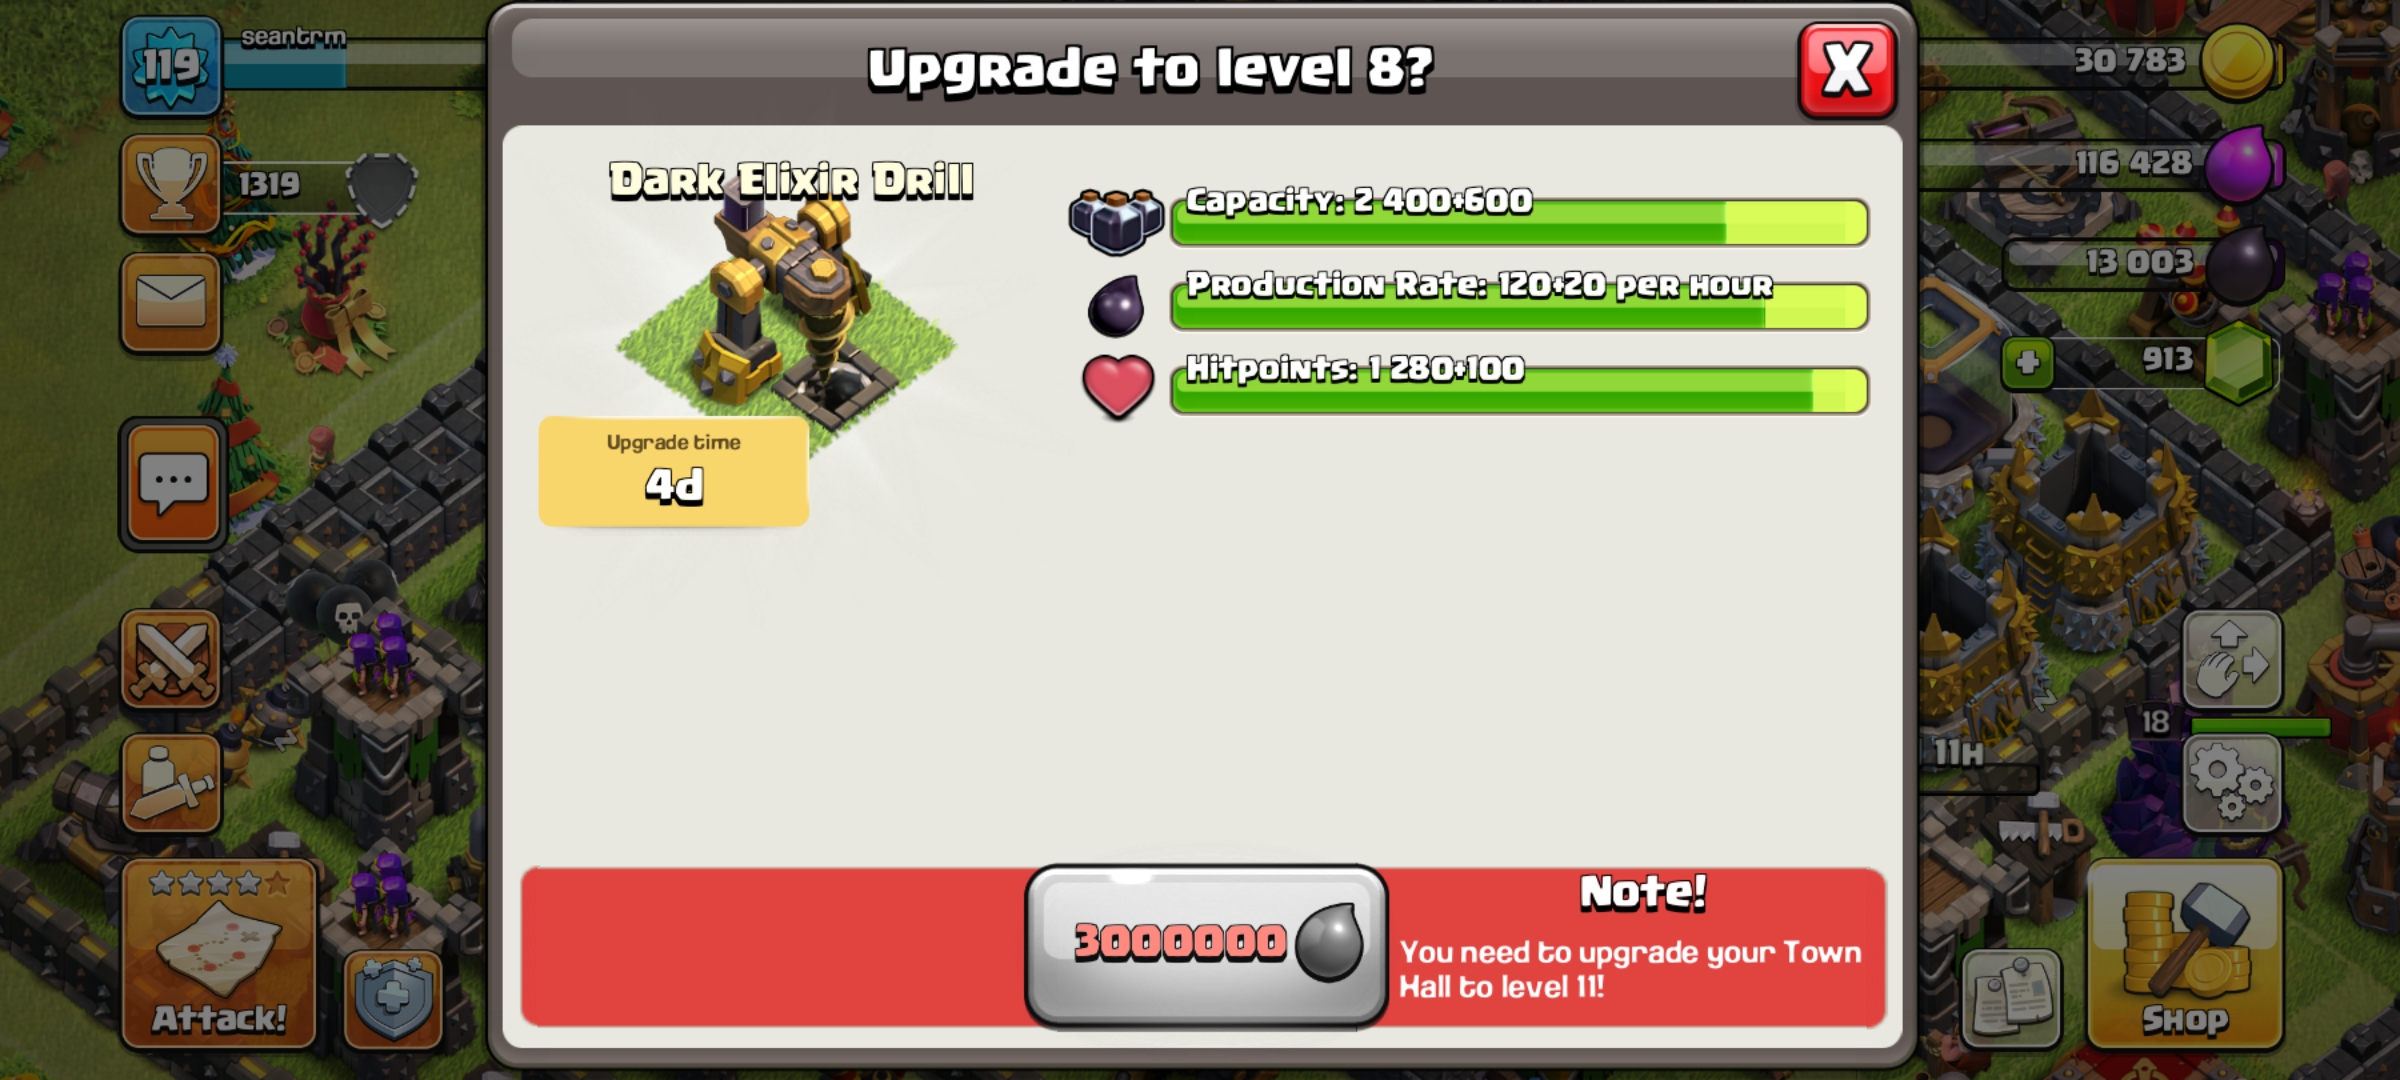 119
seantrm
1319
Attack!
Upgrade to level 8?
X
Dark Elixir Drill
Upgrade time
4d
Capacity: 2 400+600
Production Rate: 120+20 per hour
Hitpoints: 1 280+100
3000000
Note!
You need to upgrade your Town
Hall to level 11!
30 783
116 428
13 003
913
18
11H
Shop